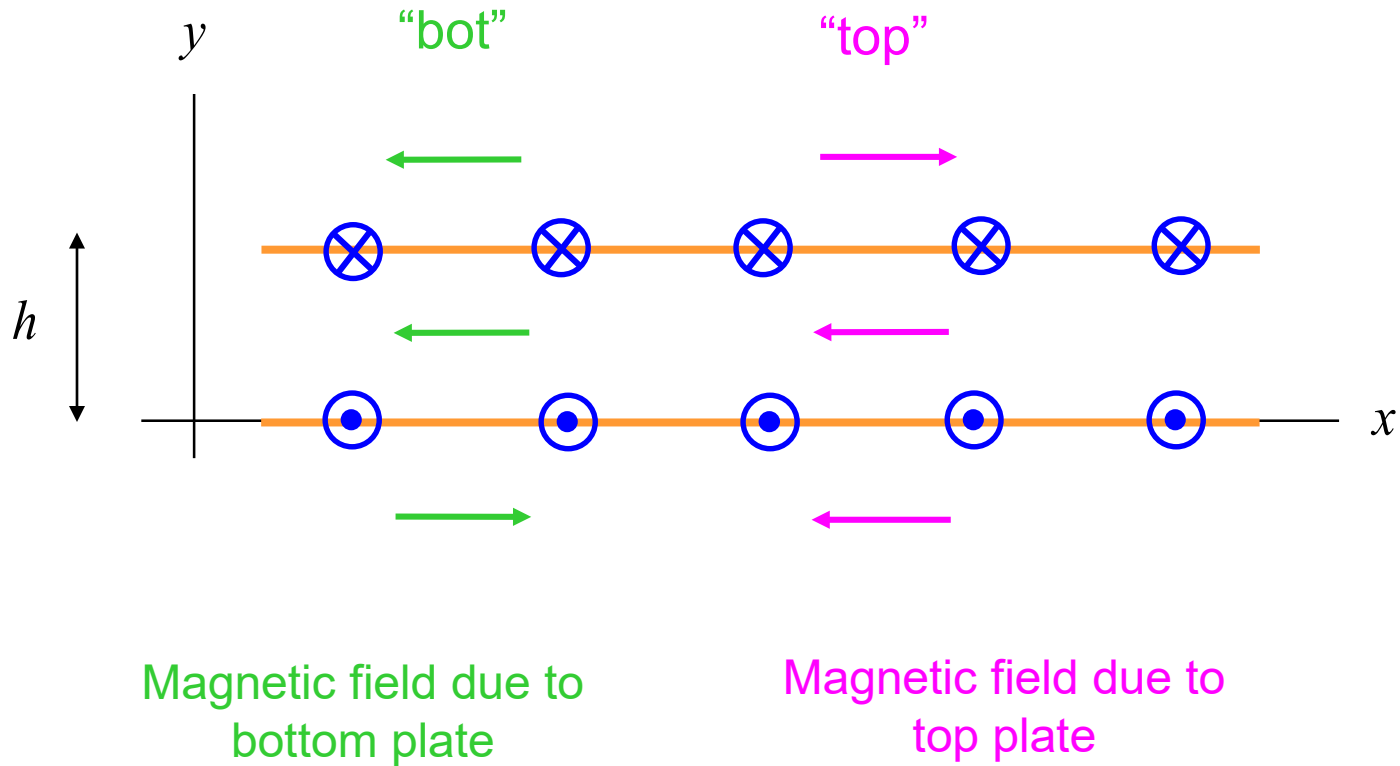 y
“bot”
“top”
h
x
Magnetic field due to
bottom plate
Magnetic field due to
top plate